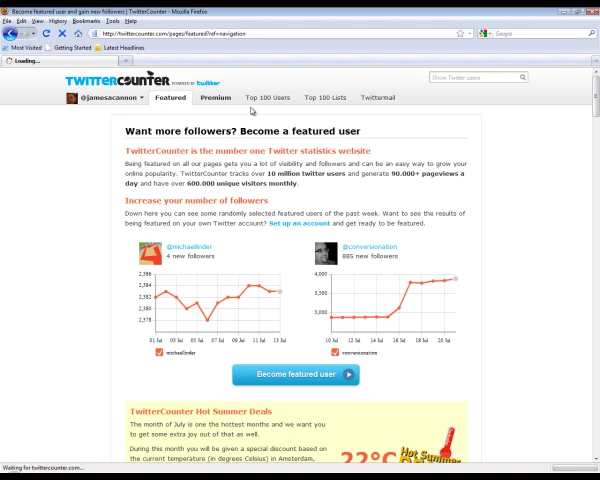 Become featured user and gain new followers | TwitterCounter - Mozilla Firefox
File Edit View History Bookmarks Tools Help
http://twittercounter.com/pages/featured?ref=navigation
Google
Most Visited Getting Started Latest Headlines
Loading...
TWITTERCOUNTER POWERED BY twitter
Show Twitter users
@jamesacannon Featured Premium Top 100 Users Top 100 Lists Twittermail
Want more followers? Become a featured user
TwitterCounter is the number one Twitter statistics website
Being featured on all our pages gets you a lot of visibility and followers and can be an easy way to grow your
online popularity. TwitterCounter tracks over 10 million twitter users and generate 90.000+ pageviews a
day and have over 600.000 unique visitors monthly.
Increase your number of followers
Down here you can see some randomly selected featured users of the past week. Want to see the results
of being featured on your own Twitter account? Set up an account and get ready to be featured.
@michaellinder
4 new followers
@conversionation
885 new followers
2,386
2,384
2,382
2,380
2,378
01 Jul 03 Jul 05 Jul 07 Jul 09 Jul 11 Jul 13 Jul
michaellinder
4,000
3,500
3,000
10 Jul 12 Jul 14 Jul 16 Jul 18 Jul 20 Jul
conversionation
Become featured user
TwitterCounter Hot Summer Deals
The month of July is one the hottest months and we want you
to get some extra joy out of that as well.
During this month you will be given a special discount based on
the current temperature (in degrees Celsius) in Amsterdam,
22°C
Hot Summer
Waiting for twittercounter.com...